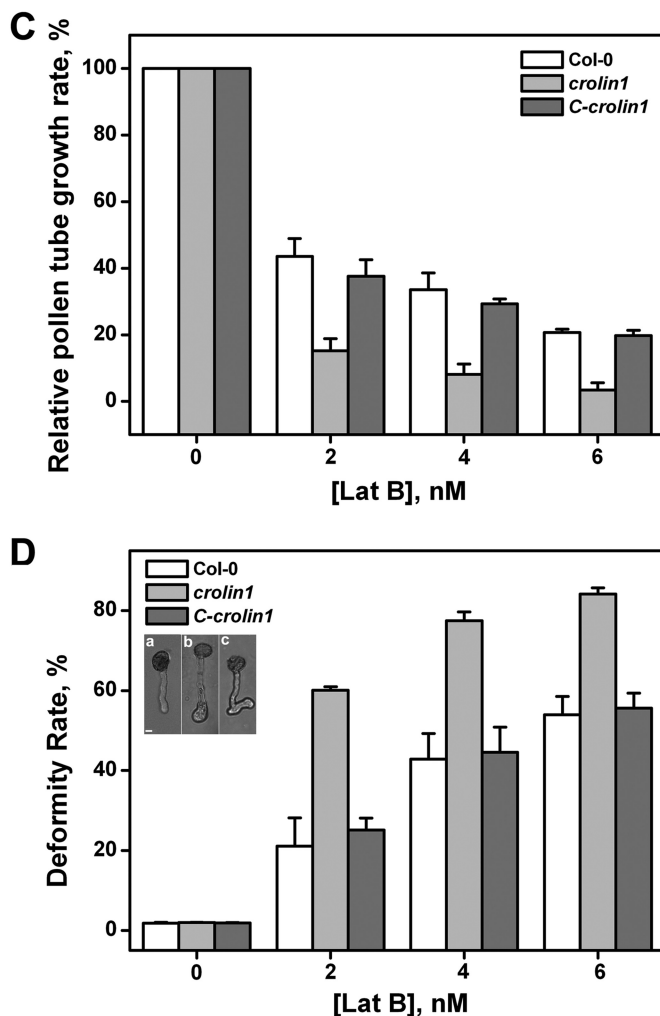 C
Relative pollen tube growth rate, %
100
80
60
40
20
0
Col-0
crolin1
C-crolin1
0 2 4 6
[Lat B], nM
D
Deformity Rate, %
80
60
40
20
0
Col-0
crolin1
C-crolin1
a b c
0 2 4 6
[Lat B], nM